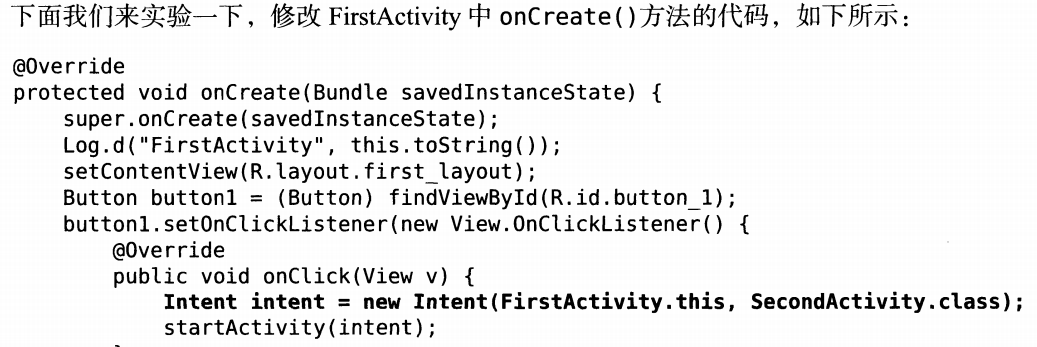 下面我们来实验一下，修改 FirstActivity 中 onCreate()方法的代码，如下所示：
@Override
protected void onCreate(Bundle savedInstanceState) {
    super.onCreate(savedInstanceState);
    Log.d("FirstActivity", this.toString());
    setContentView(R.layout.first_layout);
    Button button1 = (Button) findViewById(R.id.button_1);
    button1.setOnClickListener(new View.OnClickListener() {
        @Override
        public void onClick(View v) {
            Intent intent = new Intent(FirstActivity.this, SecondActivity.class);
            startActivity(intent);